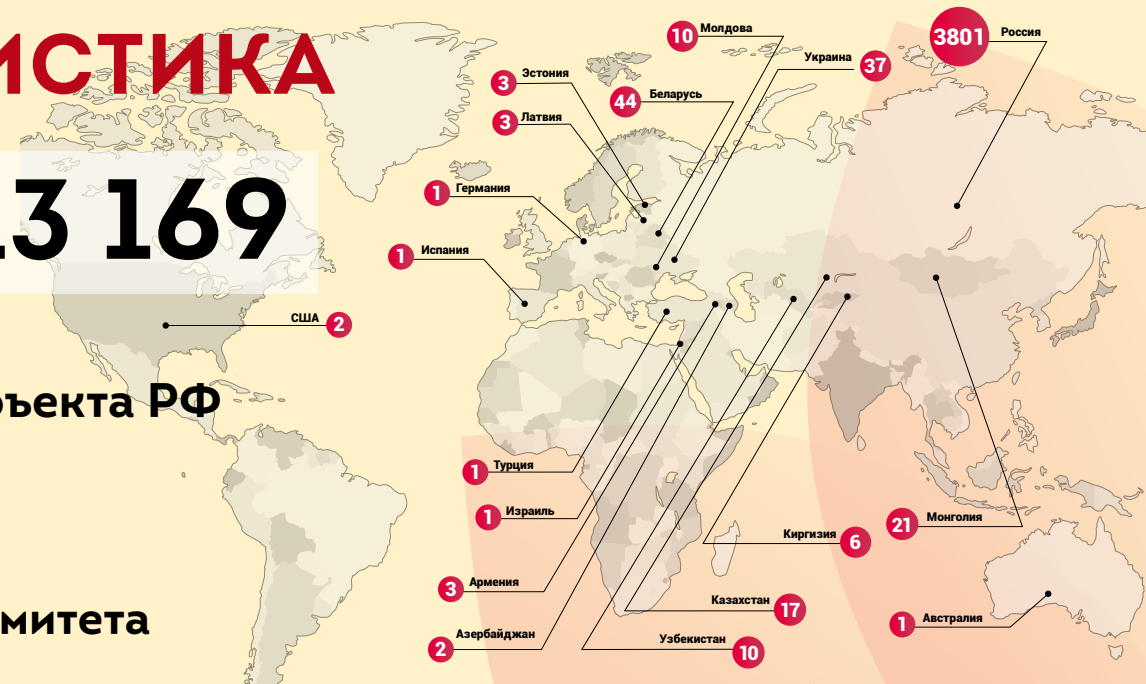 ИСТИКА
13 169
ъекта РФ
митета
10 Молдова
3801 Россия
Украина 37
3 Эстония
44 Беларусь
3 Латвия
1 Германия
1 Испания
США 2
1 Турция
1 Израиль
21 Монголия
Киргизия 6
3 Армения
Казахстан 17
1 Австралия
2 Азербайджан
Узбекистан 10